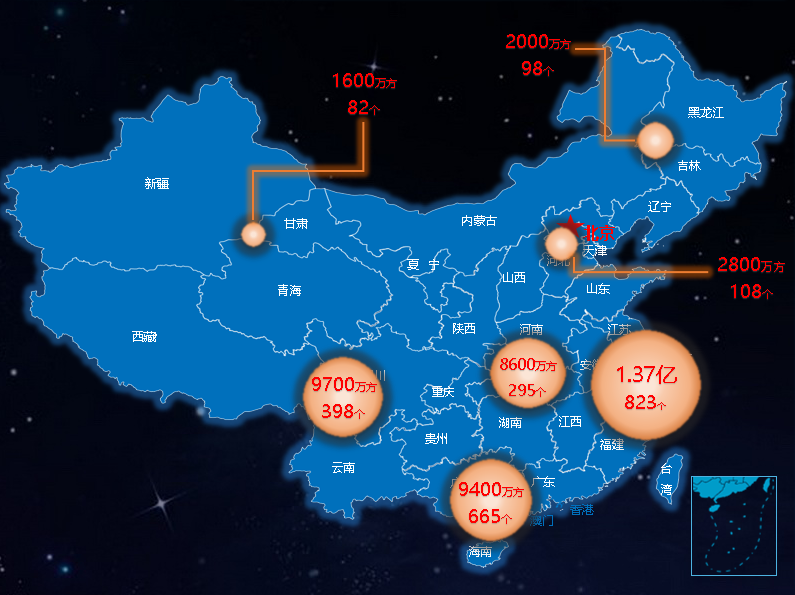 2000万方
98个
1600万方
82个
黑龙江
吉林
新疆
辽宁
内蒙古
甘肃
北京
天津
河北
宁
夏
2800万方
108个
山西
青海
山东
陕西
河南
江苏
西藏
8600万方
295个
安徽
1.37亿
823个
川
9700万方
398个
重庆
湖南
江西
贵州
福建
云南
台
湾
广东
9400万方
665个
香港
澳门
海南